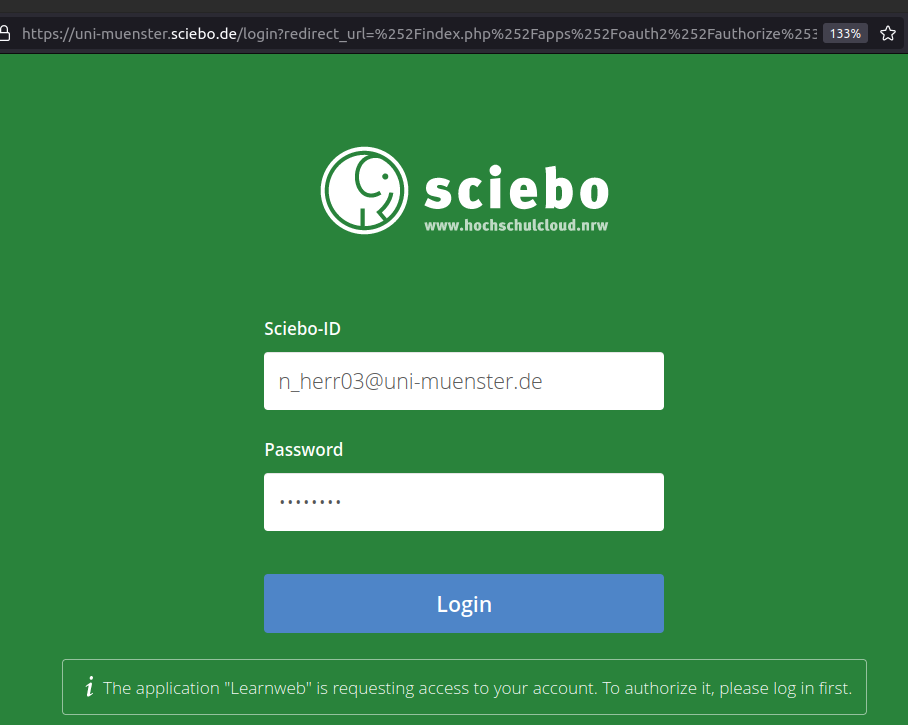 https://uni-muenster.sciebo.de/login?redirect_url=%252Findex.php%252Fapps%252Foauth2%252Fauthorize%253 133%
sciebo
www.hochschulcloud.nrw
Sciebo-ID
n_herr03@uni-muenster.de
Password
••••••••
Login
i The application "Learnweb" is requesting access to your account. To authorize it, please log in first.